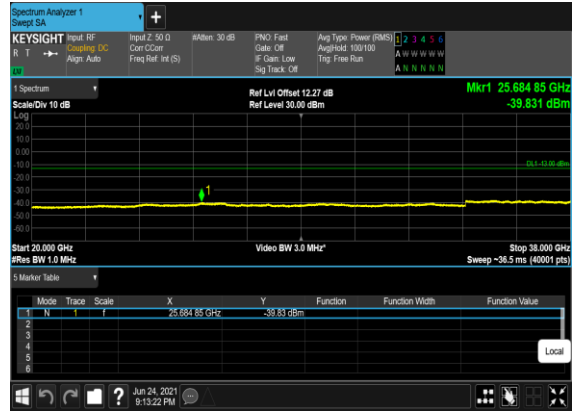 Spectrum Analyzer 1
Swept SA
+
KEYSIGHT Input: RF Input Z: 50 Ω #Atten: 30 dB PNO: Fast Avg Type: Power (RMS) 1 2 3 4 5 6
R T Coupling: DC Corr CCorr Gate: Off Avg|Hold: 100/100 A W W W W W
Align: Auto Freq Ref: Int (S) IF Gain: Low Trig: Free Run
Sig Track: Off A N N N N N
1 Spectrum Ref Lvl Offset 12.27 dB Mkr1 25.684 85 GHz
Scale/Div 10 dB Ref Level 30.00 dBm -39.831 dBm
Log
20.0
10.0
0.00
-10.0 DL1 -13.00 dBm
-20.0
-30.0 1
-40.0
-50.0
-60.0
Start 20.000 GHz Video BW 3.0 MHz* Stop 38.000 GHz
#Res BW 1.0 MHz Sweep ~36.5 ms (40001 pts)
5 Marker Table
Mode Trace Scale X Y Function Function Width Function Value
1 N 1 f 25.684 85 GHz -39.83 dBm
2
3
4
5
6
Local
? Jun 24, 2021
9:13:22 PM